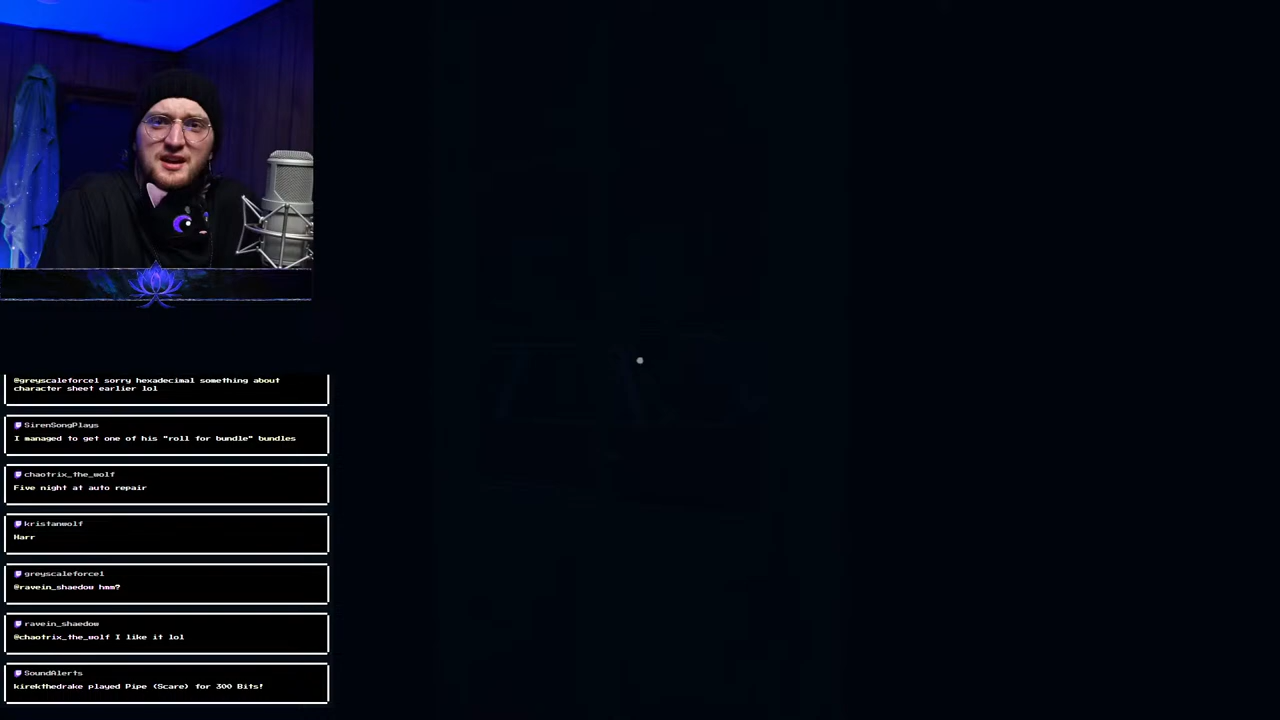 @greyscaleforce1 sorry hexadecimal something about
character sheet earlier lol
SirenSongPlays
I managed to get one of his "roll for bundle" bundles
chaotrix_the_wolf
Five night at auto repair
kristanwolf
Harr
greyscaleforce1
@ravein_shaedow hmm?
ravein_shaedow
@chaotrix_the_wolf I like it lol
SoundAlerts
kirekthedrake played Pipe (Scare) for 300 Bits!